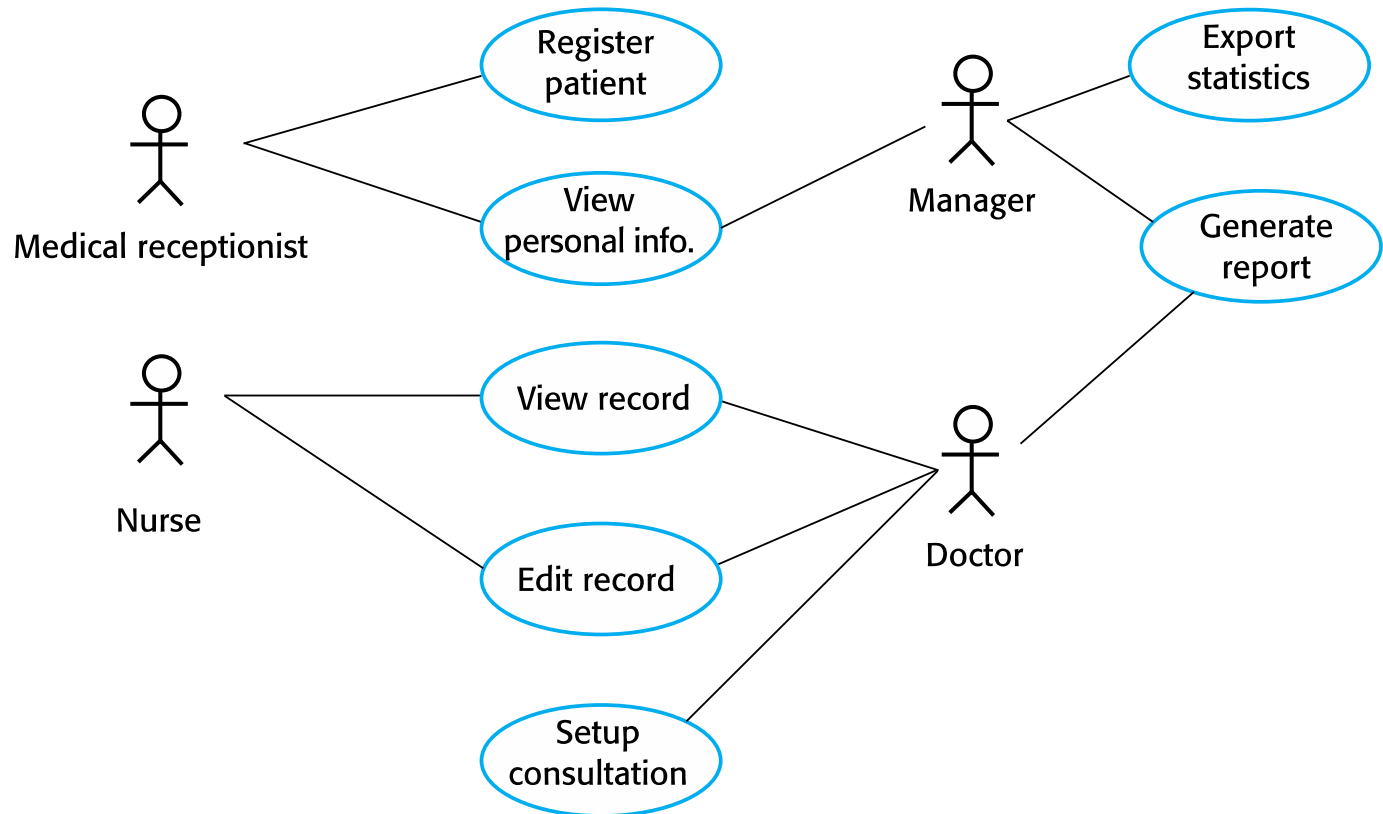 Register
patient
Export
statistics
View
personal info.
Manager
Medical receptionist
Generate
report
View record
Nurse
Doctor
Edit record
Setup
consultation